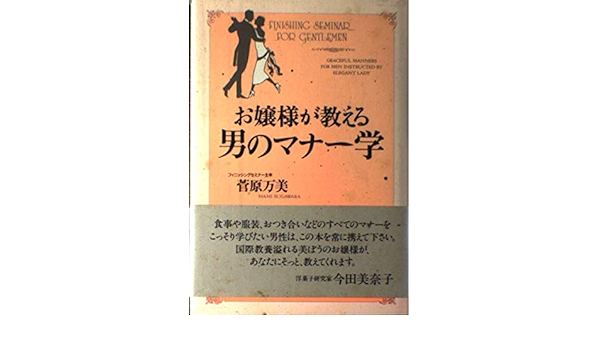 FINISHING SEMINAR
FOR GENTLEMEN
GRACEFUL MANNERS
FOR MEN INSTRUCTED BY
ELEGANT LADY
お嬢様が教える
男のマナー学
フィニッシングセミナー主宰
菅原万美
MAMI SUGAWARA
食事や服装、おつき合いなどのすべてのマナーを
こっそり学びたい男性は、この本を常に携えて下さい。
国際教養溢れる美ぼうのお嬢様が、
あなたにそっと、教えてくれます。
洋菓子研究家 今田美奈子